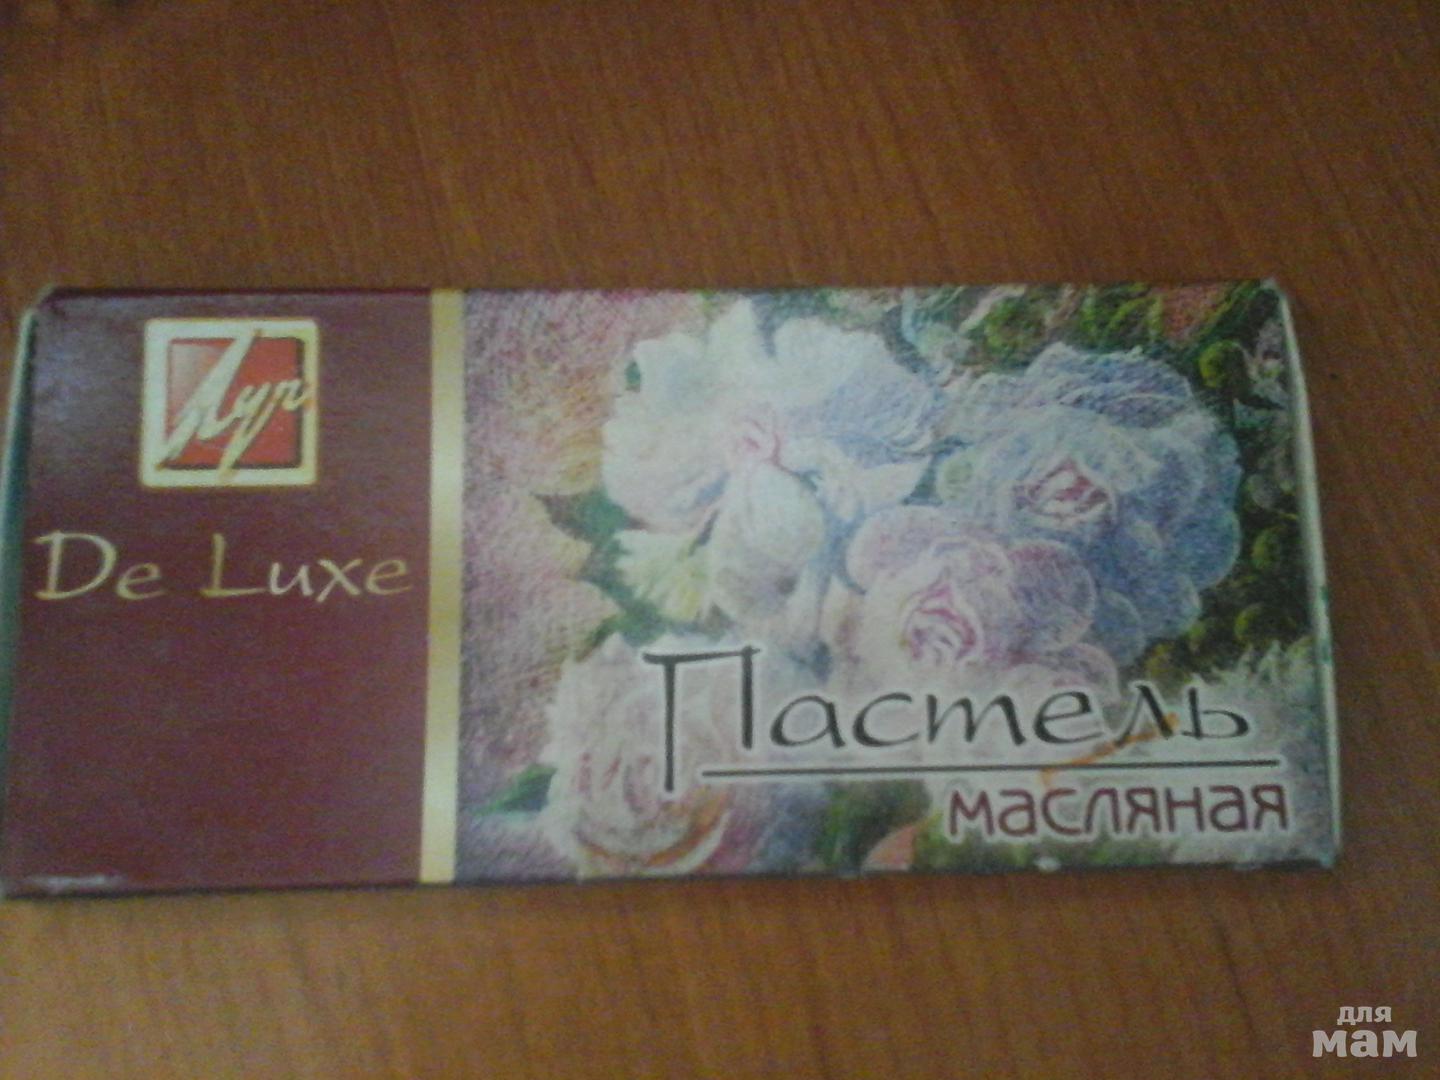 Луч
De Luxe
Пастель
масляная
для
мам